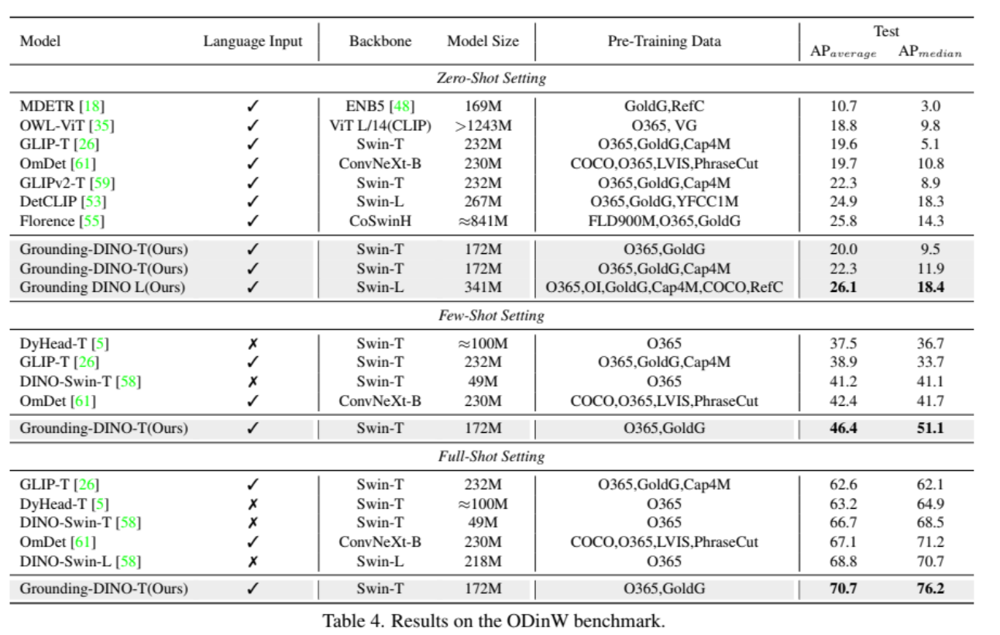 Model Language Input Backbone Model Size Pre-Training Data Test
AP_average AP_median
Zero-Shot Setting
MDETR [18] ✓ ENB5 [48] 169M GoldG,RefC 10.7 3.0
OWL-ViT [35] ✓ ViT L/14(CLIP) >1243M O365, VG 18.8 9.8
GLIP-T [26] ✓ Swin-T 232M O365,GoldG,Cap4M 19.6 5.1
OmDet [61] ✓ ConvNeXt-B 230M COCO,O365,LVIS,PhraseCut 19.7 10.8
GLIPv2-T [59] ✓ Swin-T 232M O365,GoldG,Cap4M 22.3 8.9
DetCLIP [53] ✓ Swin-L 267M O365,GoldG,YFCC1M 24.9 18.3
Florence [55] ✓ CoSwinH ≈841M FLD900M,O365,GoldG 25.8 14.3
Grounding-DINO-T(Ours) ✓ Swin-T 172M O365,GoldG 20.0 9.5
Grounding-DINO-T(Ours) ✓ Swin-T 172M O365,GoldG,Cap4M 22.3 11.9
Grounding DINO L(Ours) ✓ Swin-L 341M O365,OI,GoldG,Cap4M,COCO,RefC 26.1 18.4
Few-Shot Setting
DyHead-T [5] ✗ Swin-T ≈100M O365 37.5 36.7
GLIP-T [26] ✓ Swin-T 232M O365,GoldG,Cap4M 38.9 33.7
DINO-Swin-T [58] ✗ Swin-T 49M O365 41.2 41.1
OmDet [61] ✓ ConvNeXt-B 230M COCO,O365,LVIS,PhraseCut 42.4 41.7
Grounding-DINO-T(Ours) ✓ Swin-T 172M O365,GoldG 46.4 51.1
Full-Shot Setting
GLIP-T [26] ✓ Swin-T 232M O365,GoldG,Cap4M 62.6 62.1
DyHead-T [5] ✗ Swin-T ≈100M O365 63.2 64.9
DINO-Swin-T [58] ✗ Swin-T 49M O365 66.7 68.5
OmDet [61] ✓ ConvNeXt-B 230M COCO,O365,LVIS,PhraseCut 67.1 71.2
DINO-Swin-L [58] ✗ Swin-L 218M O365 68.8 70.7
Grounding-DINO-T(Ours) ✓ Swin-T 172M O365,GoldG 70.7 76.2
Table 4. Results on the ODinW benchmark.